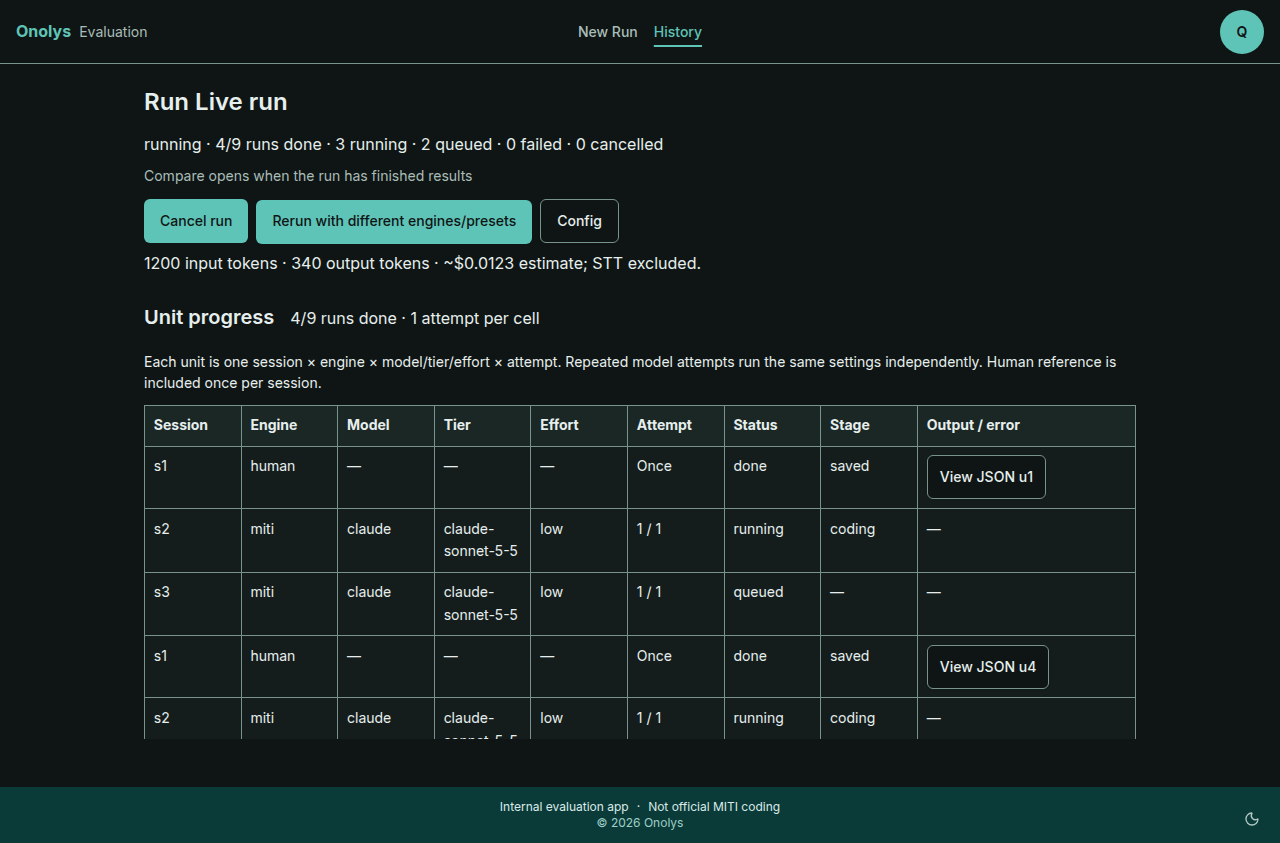 Onolys Evaluation New Run History Q
Run Live run
running · 4/9 runs done · 3 running · 2 queued · 0 failed · 0 cancelled
Compare opens when the run has finished results
Cancel run Rerun with different engines/presets Config
1200 input tokens · 340 output tokens · ~$0.0123 estimate; STT excluded.
Unit progress 4/9 runs done · 1 attempt per cell
Each unit is one session × engine × model/tier/effort × attempt. Repeated model attempts run the same settings independently. Human reference is
included once per session.
Session Engine Model Tier Effort Attempt Status Stage Output / error
s1 human — — — Once done saved View JSON u1
s2 miti claude claude- low 1 / 1 running coding —
sonnet-5-5
s3 miti claude claude- low 1 / 1 queued — —
sonnet-5-5
s1 human — — — Once done saved View JSON u4
s2 miti claude claude- low 1 / 1 running coding —
sonnet-5-5
Internal evaluation app · Not official MITI coding
© 2026 Onolys